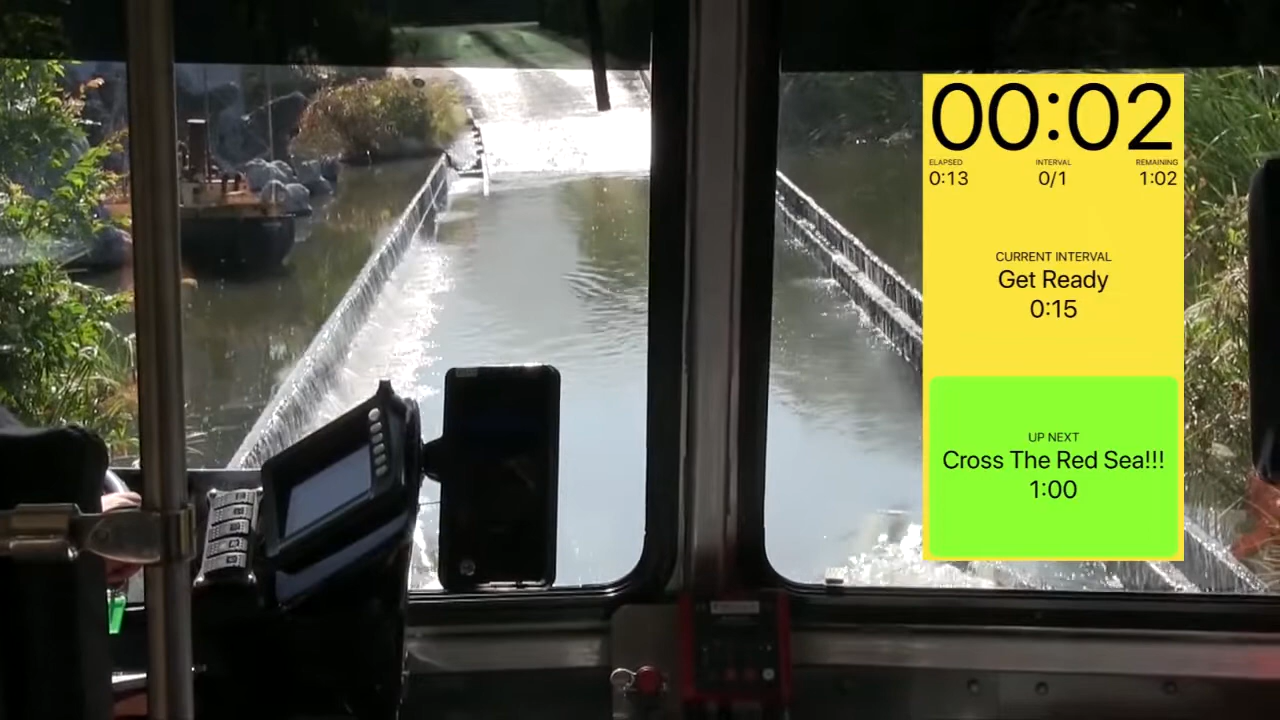 00:02
ELAPSED INTERVAL REMAINING
0:13 0/1 1:02
CURRENT INTERVAL
Get Ready
0:15
UP NEXT
Cross The Red Sea!!!
1:00